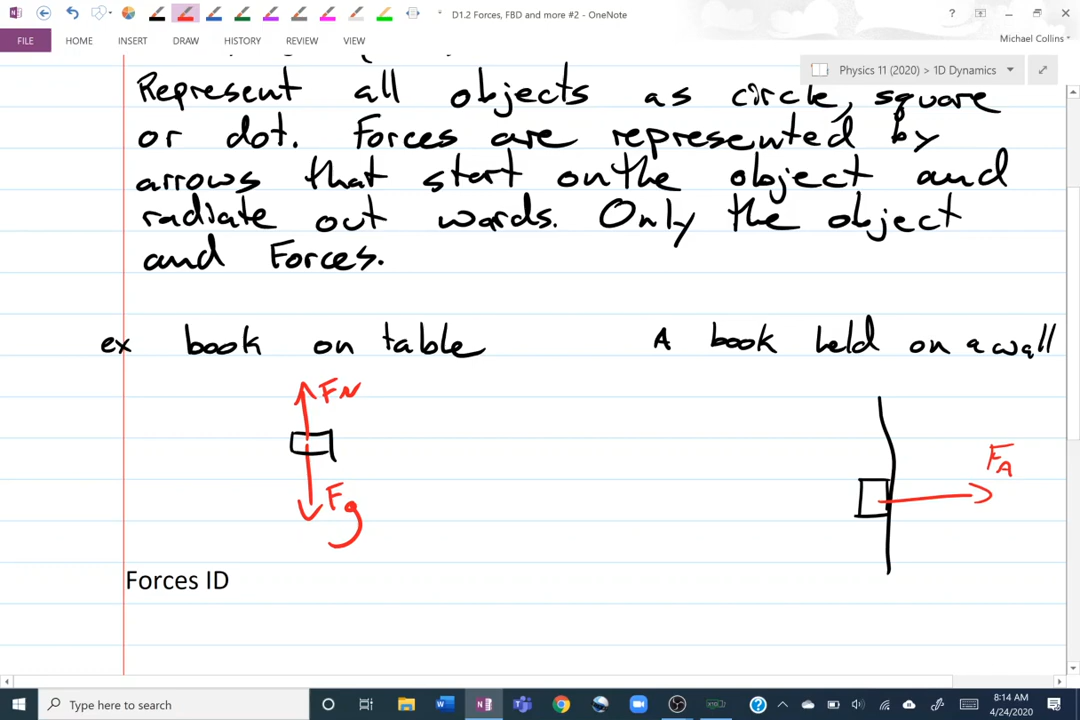 D1.2 Forces, FBD and more #2 - OneNote
FILE HOME INSERT DRAW HISTORY REVIEW VIEW
Michael Collins
Physics 11 (2020) > 1D Dynamics
Represent all objects as circle, square
or dot. Forces are represented by
arrows that start on the object and
radiate out words. Only the object
and Forces.
ex book on table
A book held on a wall
FN
Fg
FA
Forces ID
Type here to search
8:14 AM
4/24/2020